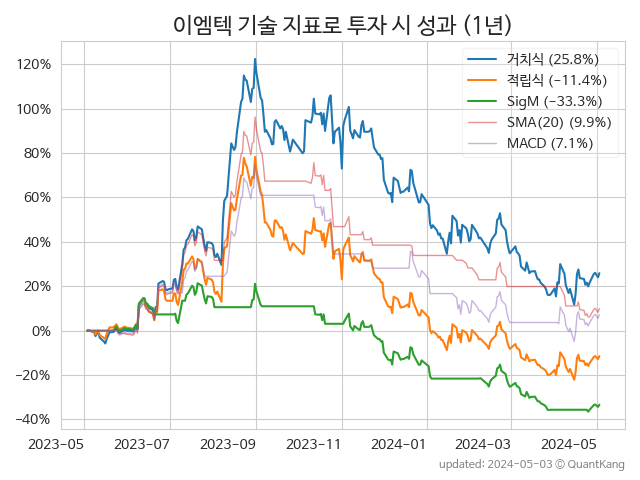 이엠텍 기술 지표로 투자 시 성과 (1년)
거치식 (25.8%)
적립식 (−11.4%)
SigM (−33.3%)
SMA(20) (9.9%)
MACD (7.1%)
120%
100%
80%
60%
40%
20%
0%
−20%
−40%
2023-05 2023-07 2023-09 2023-11 2024-01 2024-03 2024-05
updated: 2024-05-03 © QuantKang